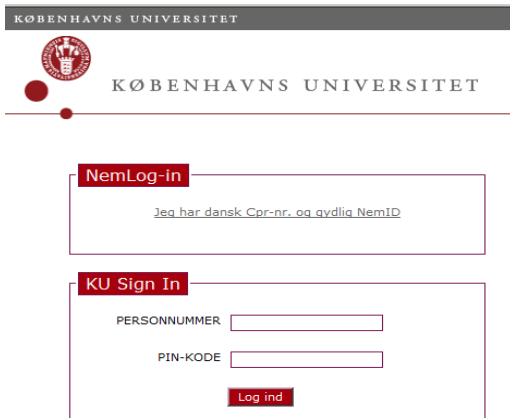 KØBENHAVNS UNIVERSITET
KØBENHAVNS UNIVERSITET
NemLog-in
Jeg har dansk Cpr-nr. og gydlig NemID
KU Sign In
PERSONNUMMER
PIN-KODE
Log ind